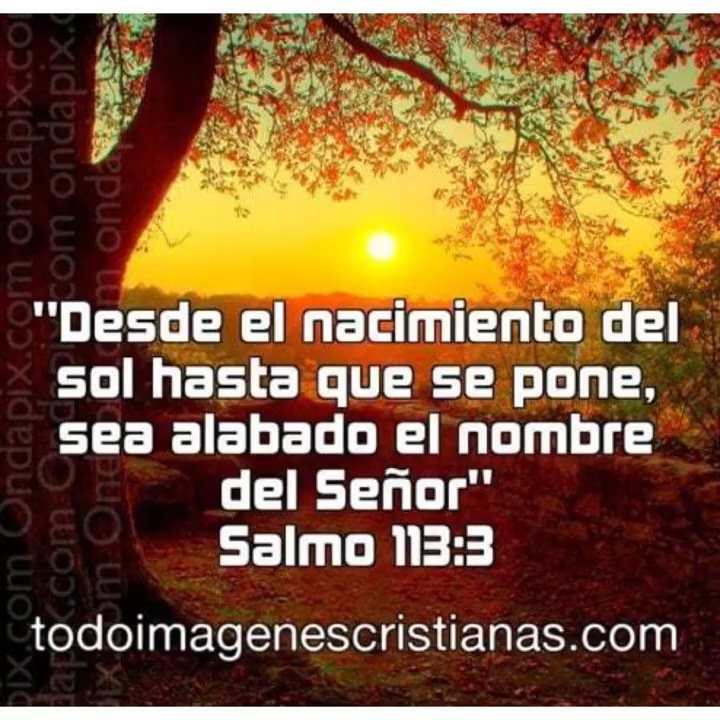 "Desde el nacimiento del
sol hasta que se pone,
sea alabado el nombre
del Señor"
Salmo 113:3
todoimagenescristianas.com